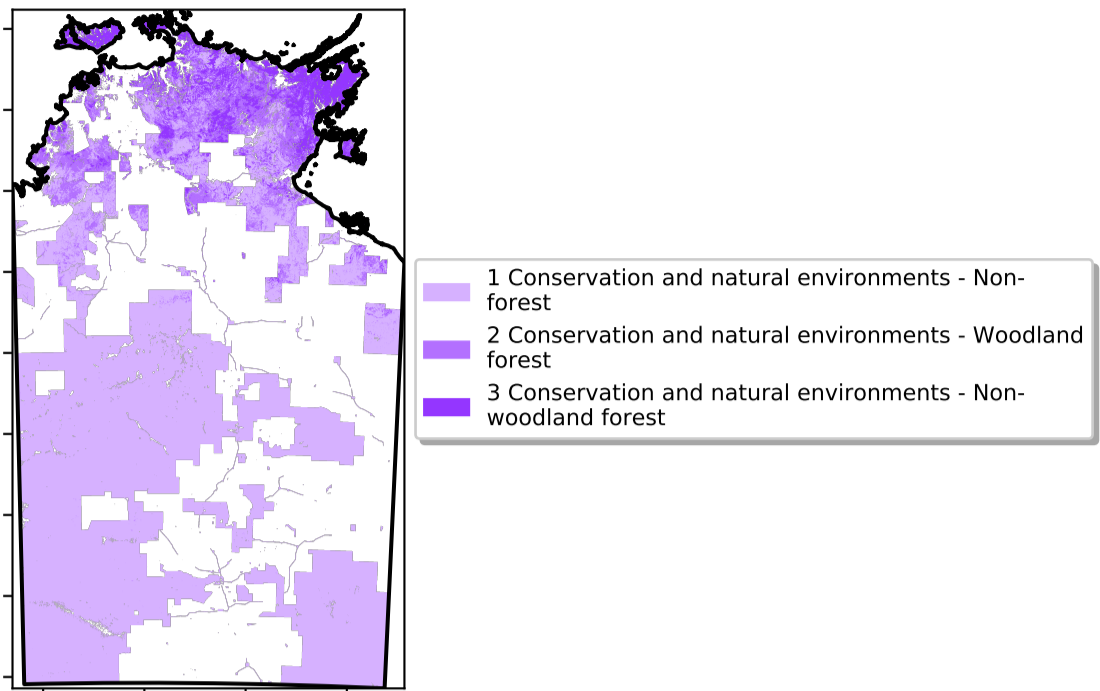 1 Conservation and natural environments - Non-
forest
2 Conservation and natural environments - Woodland
forest
3 Conservation and natural environments - Non-
woodland forest